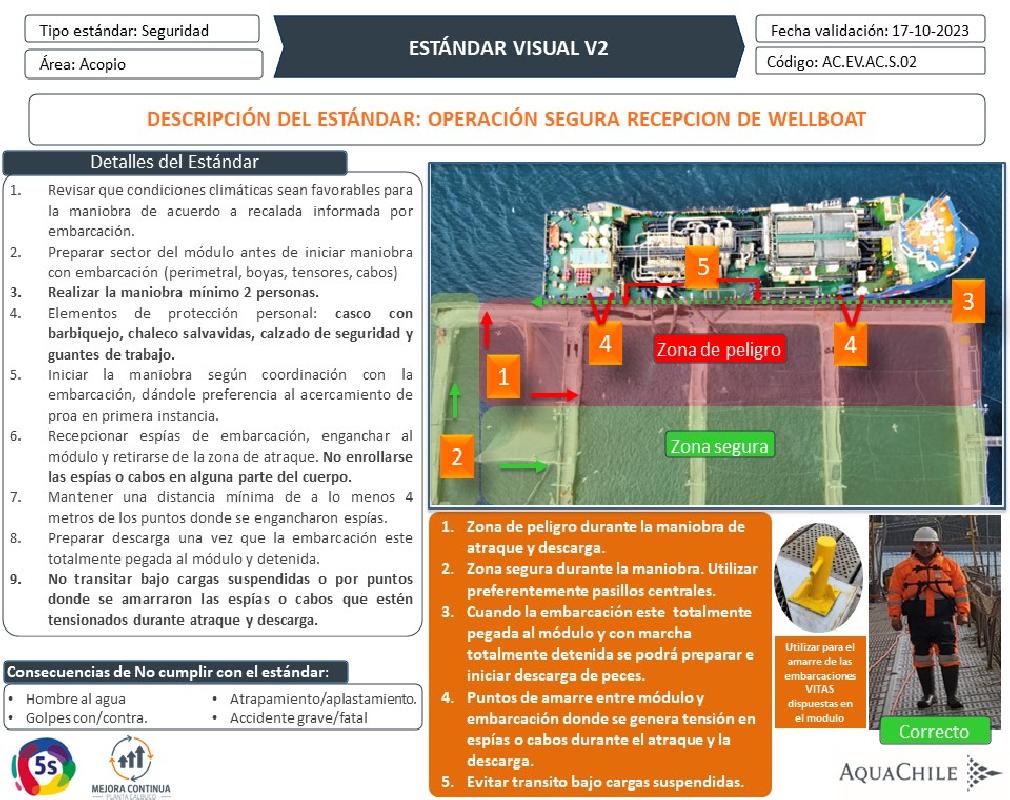 Tipo estándar: Seguridad
Área: Acopio
ESTÁNDAR VISUAL V2
Fecha validación: 17-10-2023
Código: AC.EV.AC.S.02
DESCRIPCIÓN DEL ESTÁNDAR: OPERACIÓN SEGURA RECEPCION DE WELLBOAT
Detalles del Estándar
1. Revisar que condiciones climáticas sean favorables para
la maniobra de acuerdo a recalada informada por
embarcación.
2. Preparar sector del módulo antes de iniciar maniobra
con embarcación (perimetral, boyas, tensores, cabos)
3. Realizar la maniobra mínimo 2 personas.
4. Elementos de protección personal: casco con
barbiquejo, chaleco salvavidas, calzado de seguridad y
guantes de trabajo.
5. Iniciar la maniobra según coordinación con la
embarcación, dándole preferencia al acercamiento de
proa en primera instancia.
6. Recepcionar espías de embarcación, enganchar al
módulo y retirarse de la zona de atraque. No enrollarse
las espías o cabos en alguna parte del cuerpo.
7. Mantener una distancia mínima de a lo menos 4
metros de los puntos donde se engancharon espías.
8. Preparar descarga una vez que la embarcación este
totalmente pegada al módulo y detenida.
9. No transitar bajo cargas suspendidas o por puntos
donde se amarraron las espías o cabos que estén
tensionados durante atraque y descarga.
Consecuencias de No cumplir con el estándar:
• Hombre al agua
• Golpes con/contra.
• Atrapamiento/aplastamiento.
• Accidente grave/fatal
5s
MEJORA CONTINUA
PLANTA CALBUCO
5
3
4
4
Zona de peligro
1
2
Zona segura
1. Zona de peligro durante la maniobra de
atraque y descarga.
2. Zona segura durante la maniobra. Utilizar
preferentemente pasillos centrales.
3. Cuando la embarcación este totalmente
pegada al módulo y con marcha
totalmente detenida se podrá preparar e
iniciar descarga de peces.
4. Puntos de amarre entre módulo y
embarcación donde se genera tensión en
espías o cabos durante el atraque y la
descarga.
5. Evitar transito bajo cargas suspendidas.
Utilizar para el
amarre de las
embarcaciones
VITAS
dispuestas en
el modulo
Correcto
AQUACHILE